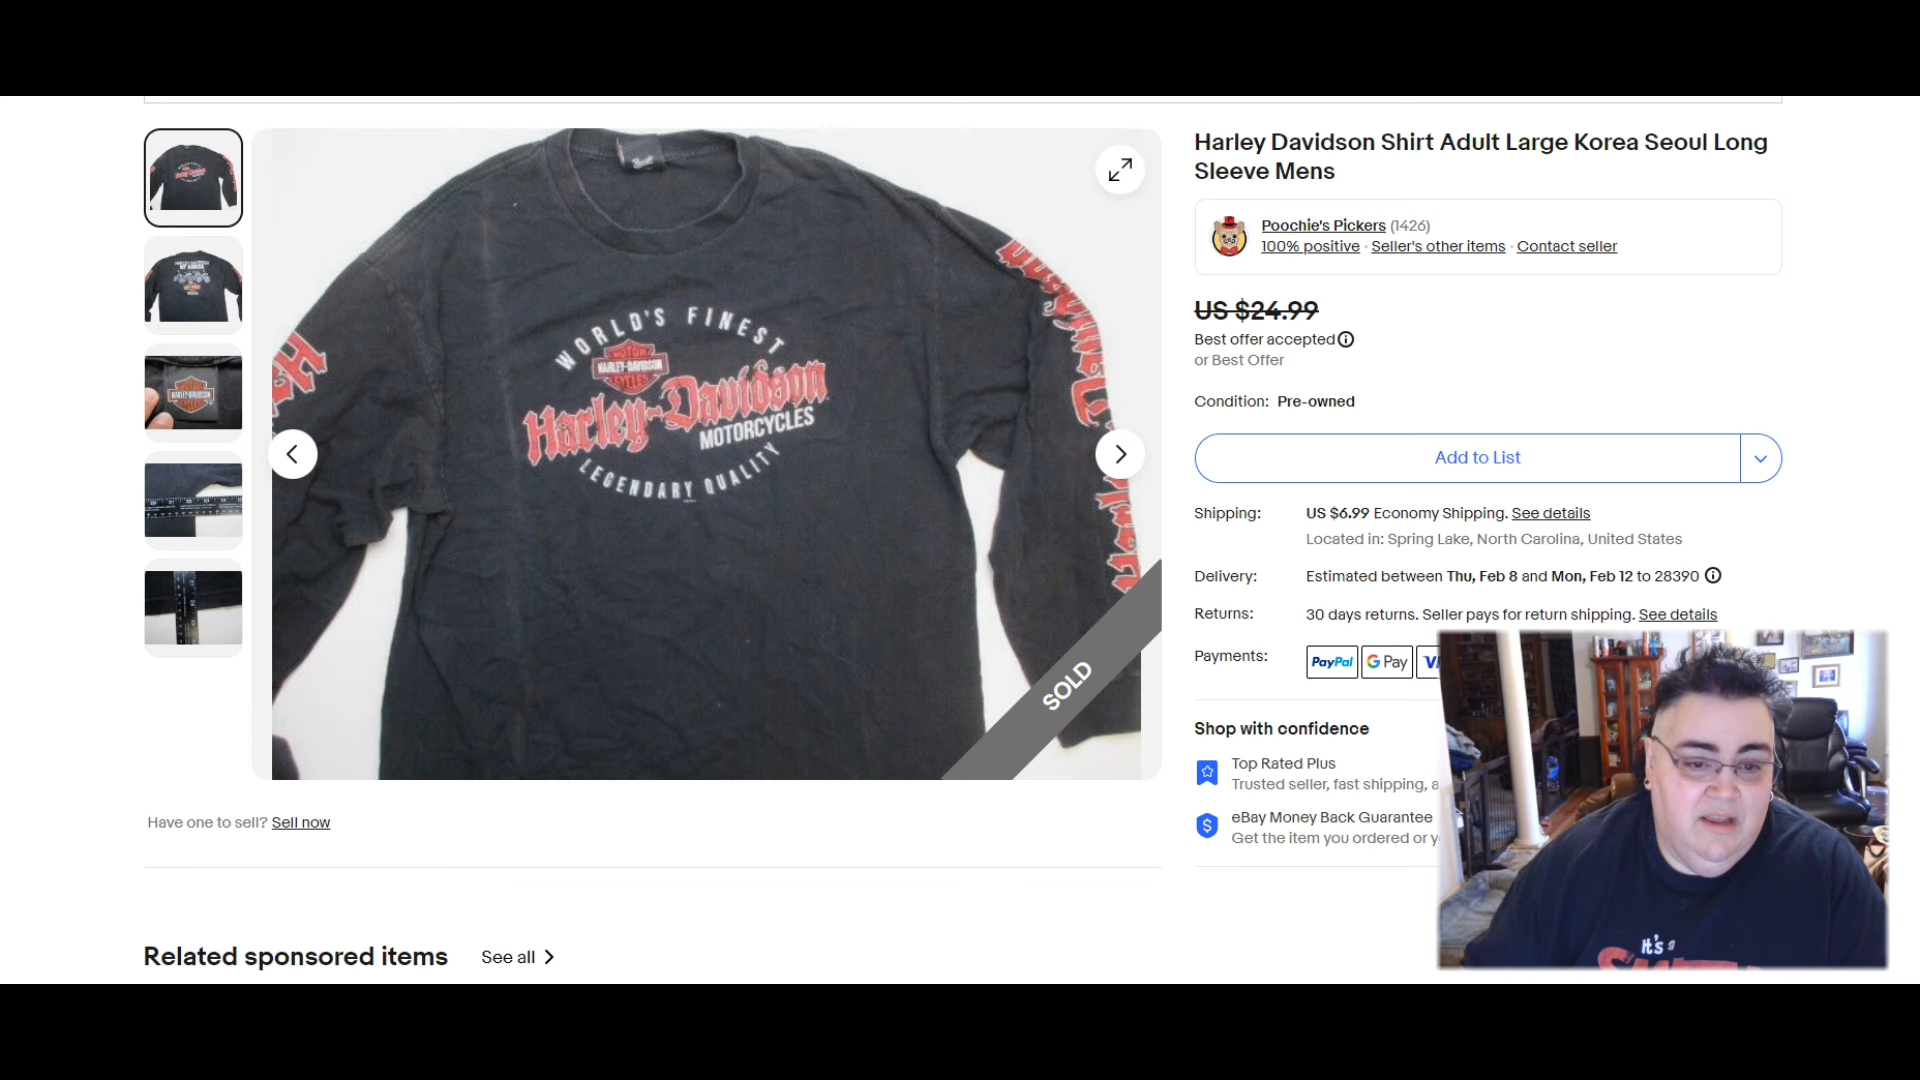 Harley Davidson Shirt Adult Large Korea Seoul Long
Sleeve Mens
Poochie's Pickers (1426)
100% positive · Seller's other items · Contact seller
US $24.99
Best offer accepted
or Best Offer
Condition: Pre-owned
Add to List
Shipping: US $6.99 Economy Shipping. See details
Located in: Spring Lake, North Carolina, United States
Delivery: Estimated between Thu, Feb 8 and Mon, Feb 12 to 28390
Returns: 30 days returns. Seller pays for return shipping. See details
Payments: PayPal G Pay
Shop with confidence
Top Rated Plus
Trusted seller, fast shipping,
eBay Money Back Guarantee
Get the item you ordered or
WORLD'S FINEST
MOTOR
HARLEY-DAVIDSON
CYCLES
Harley-Davidson
MOTORCYCLES
LEGENDARY QUALITY
SOLD
Have one to sell? Sell now
Related sponsored items See all
It's a